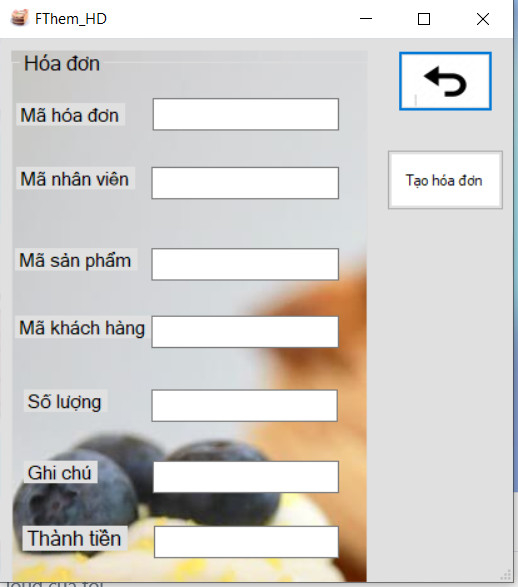 FThem_HD
Hóa đơn
Mã hóa đơn
Mã nhân viên
Tạo hóa đơn
Mã sản phẩm
Mã khách hàng
Số lượng
Ghi chú
Thành tiền